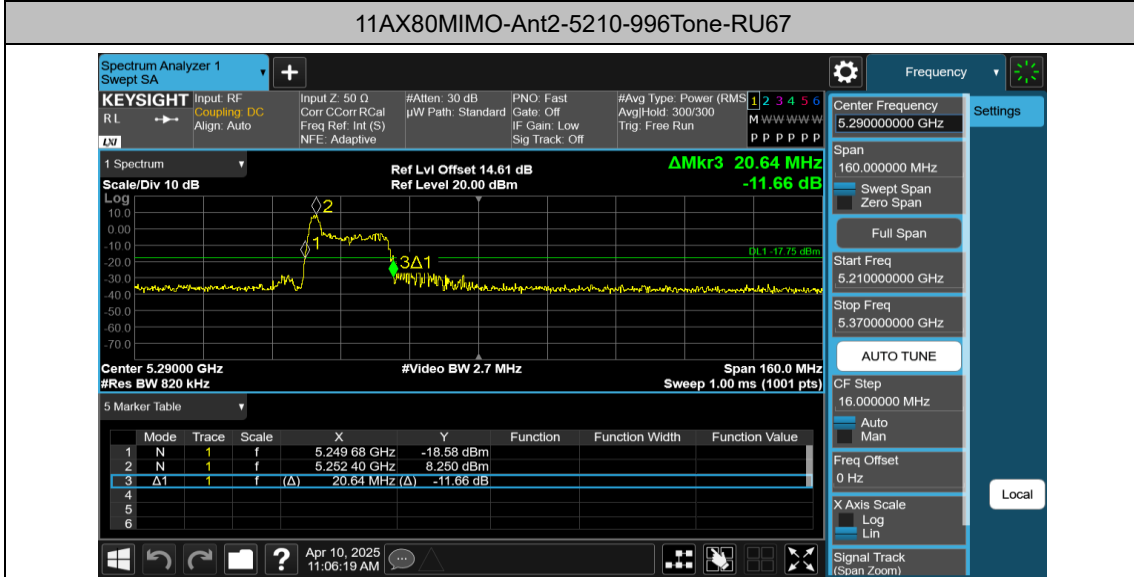 11AX80MIMO-Ant2-5210-996Tone-RU67
Spectrum Analyzer 1
Swept SA
Frequency
KEYSIGHT
R L
LXI
Input: RF
Coupling: DC
Align: Auto
Input Z: 50 Ω
Corr CCorr RCal
Freq Ref: Int (S)
NFE: Adaptive
#Atten: 30 dB
µW Path: Standard
PNO: Fast
Gate: Off
IF Gain: Low
Sig Track: Off
#Avg Type: Power (RMS
Avg|Hold: 300/300
Trig: Free Run
1 2 3 4 5 6
M W W W W W
P P P P P P
Center Frequency
5.290000000 GHz
Settings
1 Spectrum
Scale/Div 10 dB
Ref Lvl Offset 14.61 dB
Ref Level 20.00 dBm
ΔMkr3 20.64 MHz
-11.66 dB
Log
10.0
0.00
-10.0
-20.0
-30.0
-40.0
-50.0
-60.0
-70.0
2
1
3Δ1
DL1 -17.75 dBm
Center 5.29000 GHz
#Res BW 820 kHz
#Video BW 2.7 MHz
Span 160.0 MHz
Sweep 1.00 ms (1001 pts)
Span
160.000000 MHz
Swept Span
Zero Span
Full Span
Start Freq
5.210000000 GHz
Stop Freq
5.370000000 GHz
AUTO TUNE
CF Step
16.000000 MHz
Auto
Man
Freq Offset
0 Hz
X Axis Scale
Log
Lin
Signal Track
(Span Zoom)
Local
5 Marker Table
Mode Trace Scale X Y Function Function Width Function Value
1 N 1 f 5.249 68 GHz -18.58 dBm
2 N 1 f 5.252 40 GHz 8.250 dBm
3 Δ1 1 f (Δ) 20.64 MHz (Δ) -11.66 dB
4
5
6
?
Apr 10, 2025
11:06:19 AM